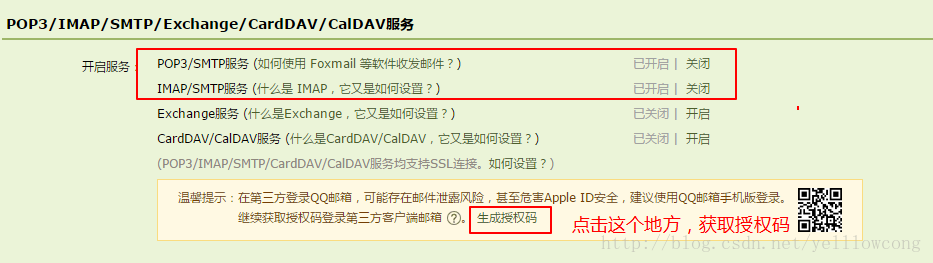 POP3/IMAP/SMTP/Exchange/CardDAV/CalDAV服务
开启服务： POP3/SMTP服务 (如何使用 Foxmail 等软件收发邮件？) 已开启 | 关闭
IMAP/SMTP服务 (什么是 IMAP，它又是如何设置？) 已开启 | 关闭
Exchange服务 (什么是Exchange，它又是如何设置？) 已关闭 | 开启
CardDAV/CalDAV服务 (什么是CardDAV/CalDAV，它又是如何设置？) 已关闭 | 开启
(POP3/IMAP/SMTP/CardDAV/CalDAV服务均支持SSL连接。如何设置？)
温馨提示：在第三方登录QQ邮箱，可能存在邮件泄露风险，甚至危害Apple ID安全，建议使用QQ邮箱手机版登录。
继续获取授权码登录第三方客户端邮箱 ?。 生成授权码 点击这个地方，获取授权码
http://blog.csdn.net/yelllowcong